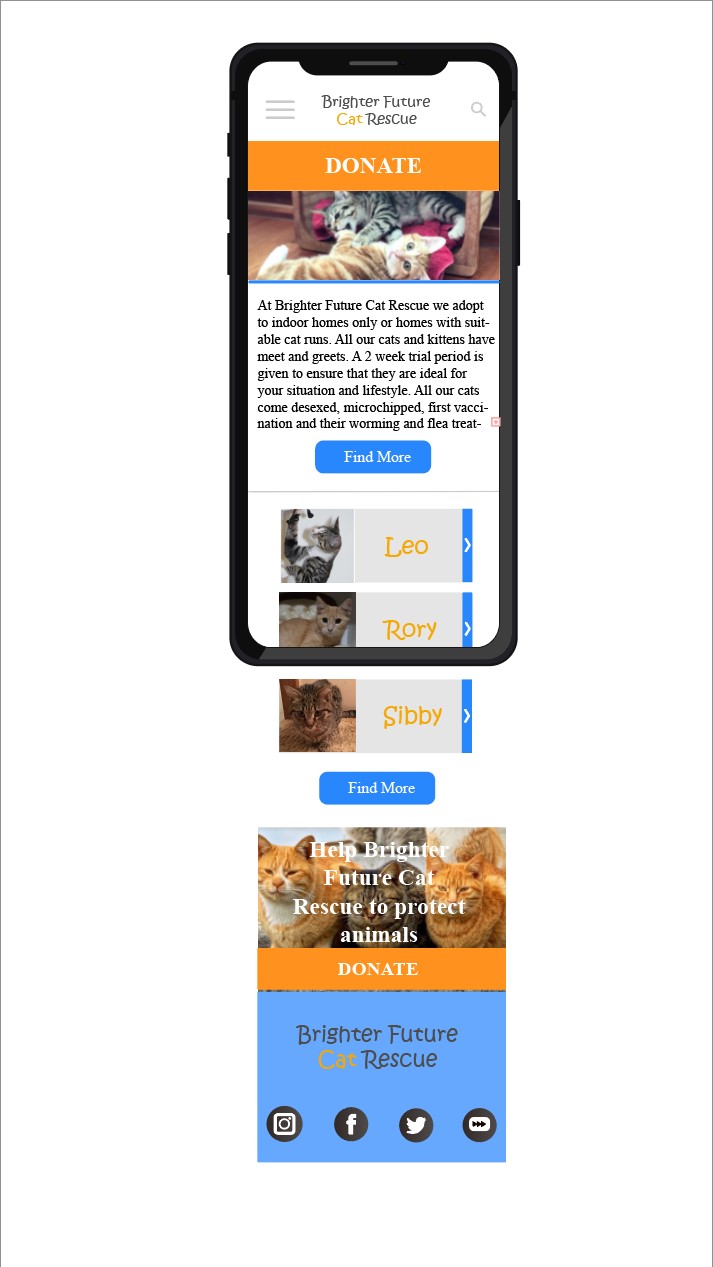 Brighter Future
Cat Rescue
DONATE
At Brighter Future Cat Rescue we adopt
to indoor homes only or homes with suit-
able cat runs. All our cats and kittens have
meet and greets. A 2 week trial period is
given to ensure that they are ideal for
your situation and lifestyle. All our cats
come desexed, microchipped, first vacci-
nation and their worming and flea treat-
Find More
Leo
Rory
Sibby
Find More
Help Brighter
Future Cat
Rescue to protect
animals
DONATE
Brighter Future
Cat Rescue